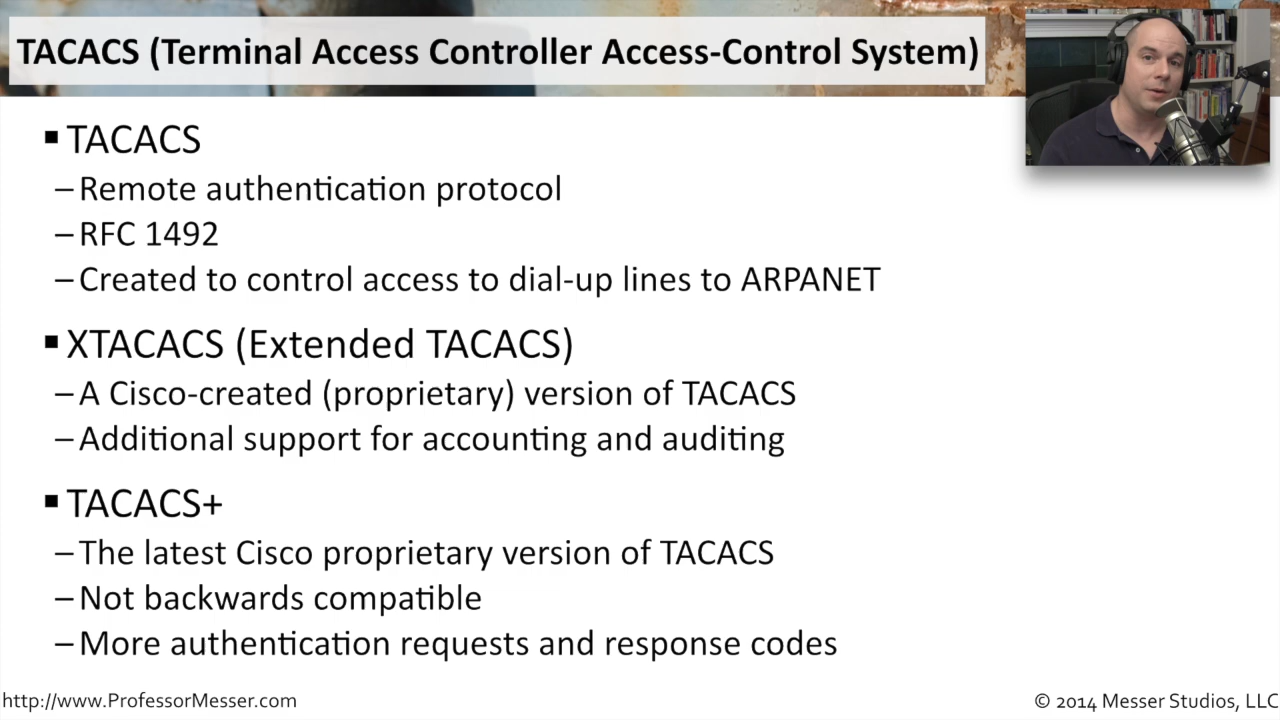 TACACS (Terminal Access Controller Access-Control System)
▪ TACACS
– Remote authentication protocol
– RFC 1492
– Created to control access to dial-up lines to ARPANET
▪ XTACACS (Extended TACACS)
– A Cisco-created (proprietary) version of TACACS
– Additional support for accounting and auditing
▪ TACACS+
– The latest Cisco proprietary version of TACACS
– Not backwards compatible
– More authentication requests and response codes
http://www.ProfessorMesser.com
© 2014 Messer Studios, LLC